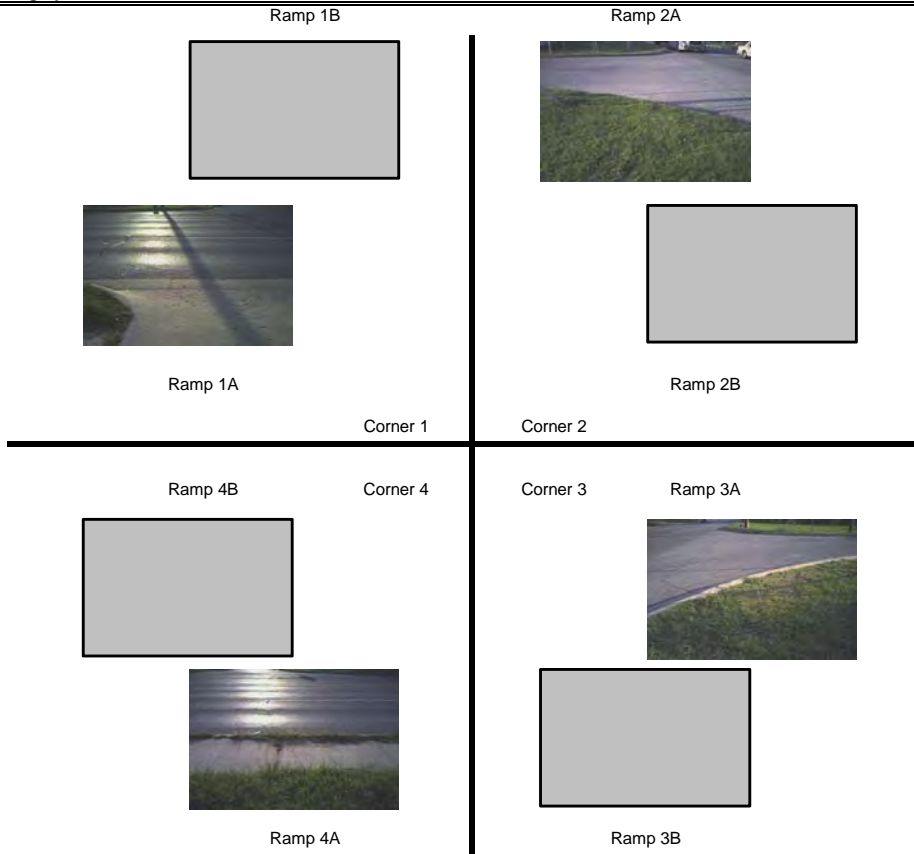 Ramp 1B
Ramp 2A
Ramp 1A
Ramp 2B
Corner 1
Corner 2
Ramp 4B
Corner 4
Corner 3
Ramp 3A
Ramp 4A
Ramp 3B